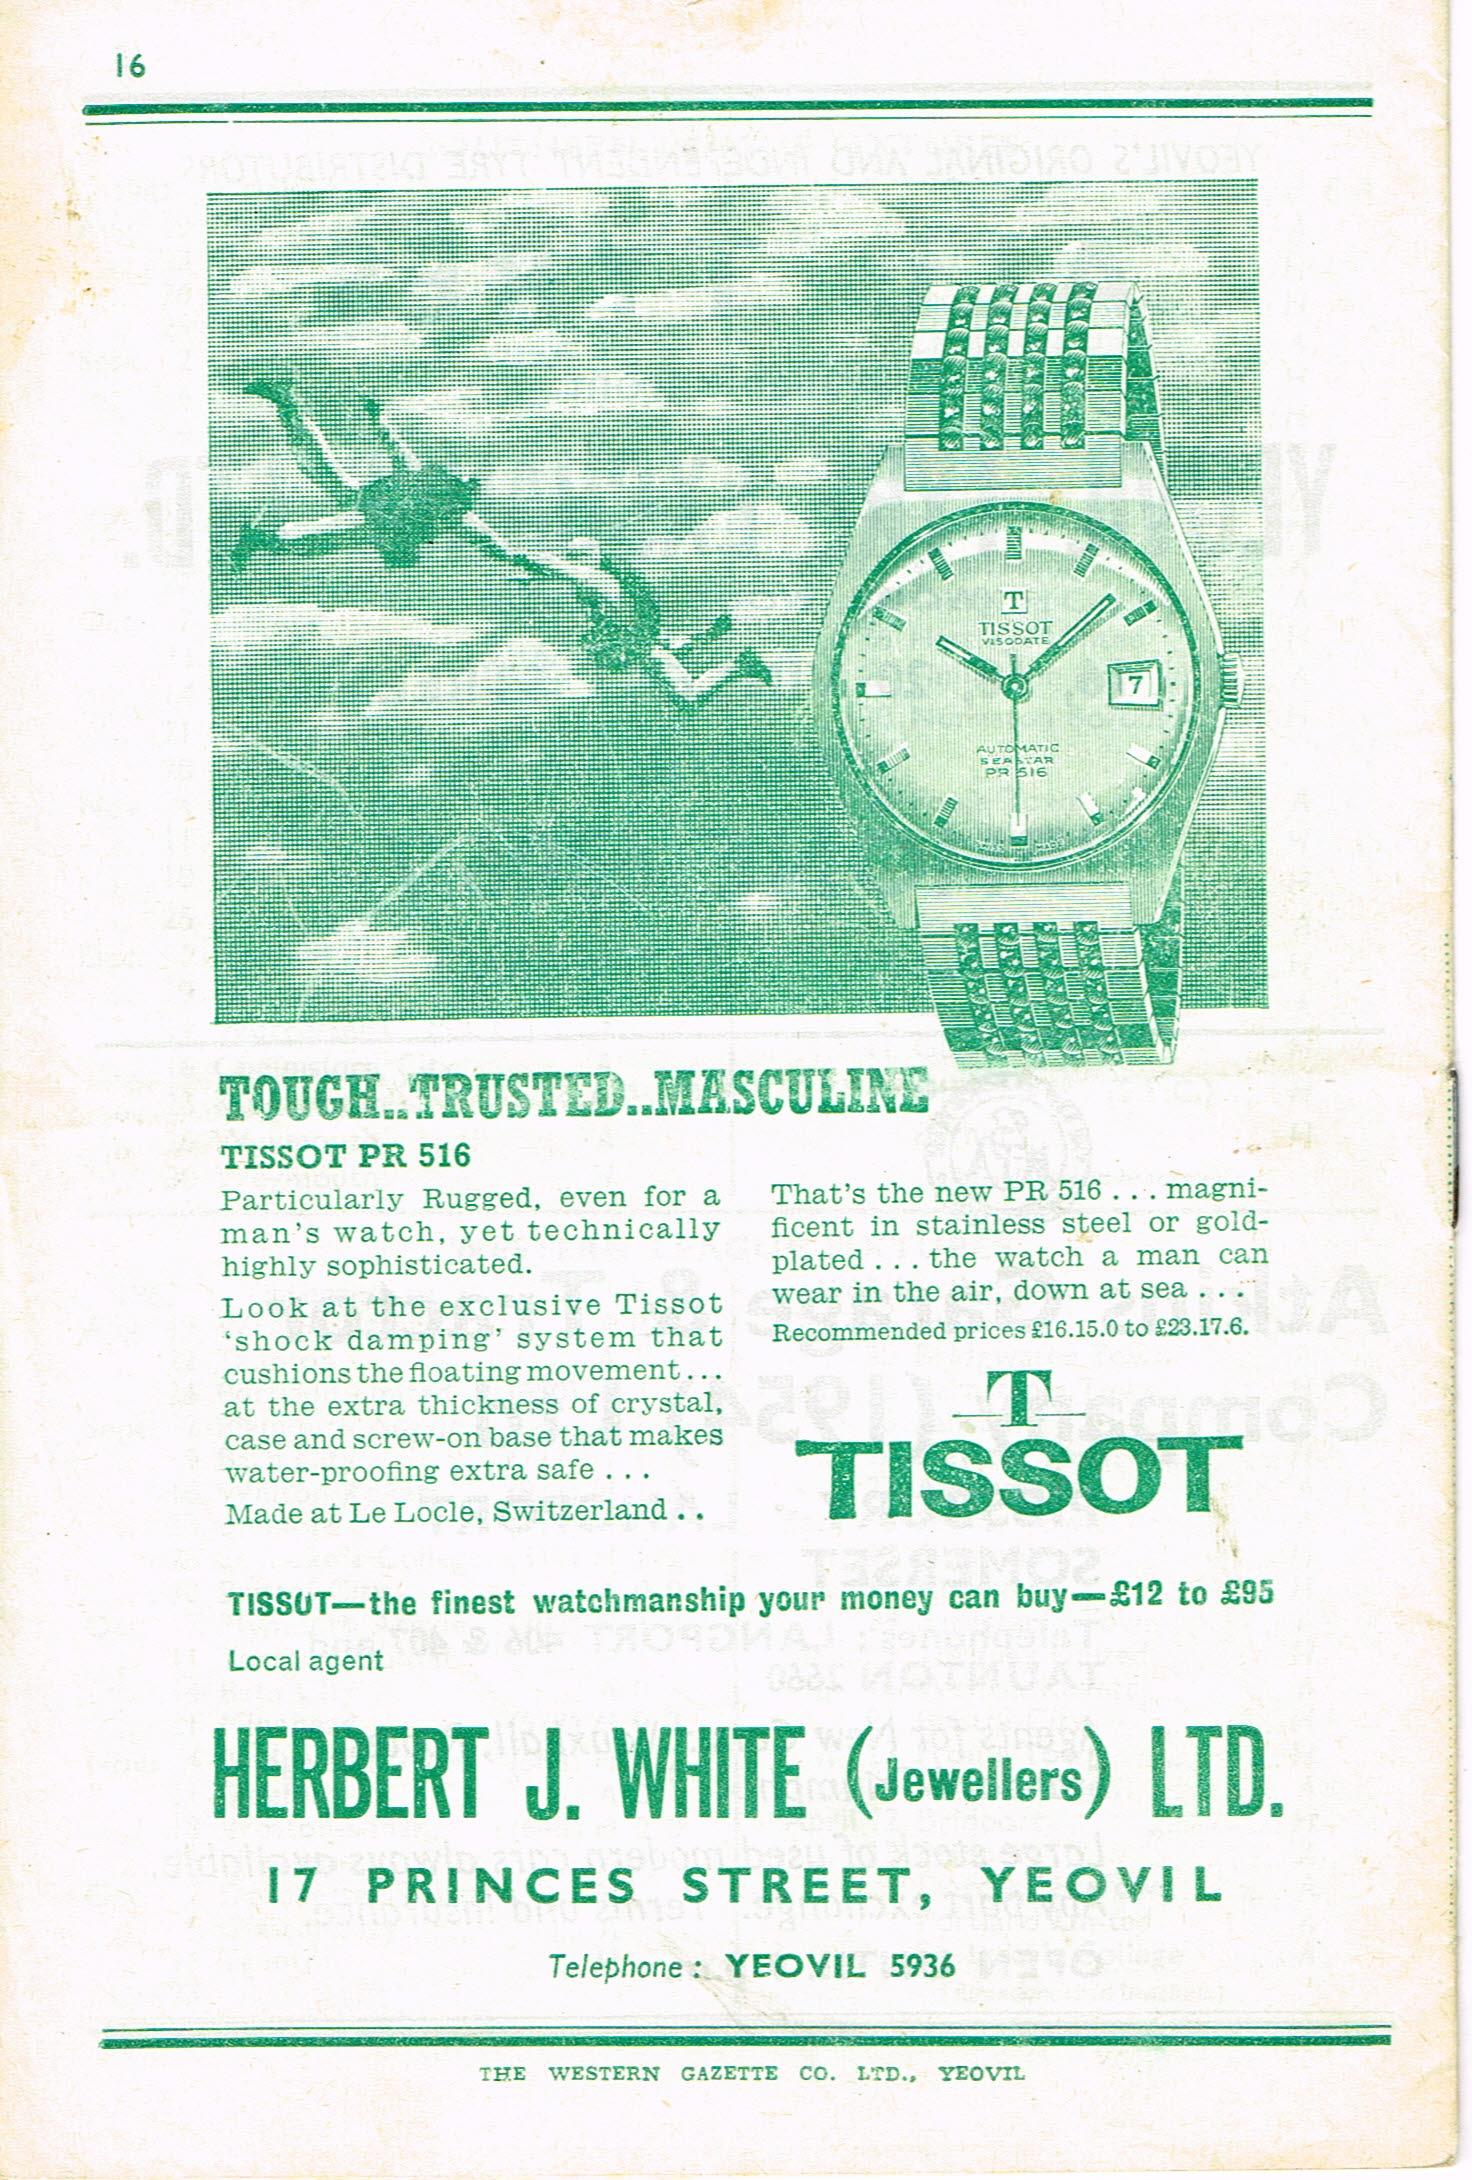 16
T
TISSOT
VISODATE
7
AUTOMATIC
SEASTAR
PR 516
TOUGH..TRUSTED..MASCULINE
TISSOT PR 516
Particularly Rugged, even for a
man's watch, yet technically
highly sophisticated.
Look at the exclusive Tissot
'shock damping' system that
cushions the floating movement...
at the extra thickness of crystal,
case and screw-on base that makes
water-proofing extra safe ...
Made at Le Locle, Switzerland ..
That's the new PR 516 ... magni-
ficent in stainless steel or gold-
plated ... the watch a man can
wear in the air, down at sea ...
Recommended prices £16.15.0 to £23.17.6.
T
TISSOT
TISSOT—the finest watchmanship your money can buy—£12 to £95
Local agent
HERBERT J. WHITE (Jewellers) LTD.
17 PRINCES STREET, YEOVIL
Telephone : YEOVIL 5936
THE WESTERN GAZETTE CO. LTD., YEOVIL